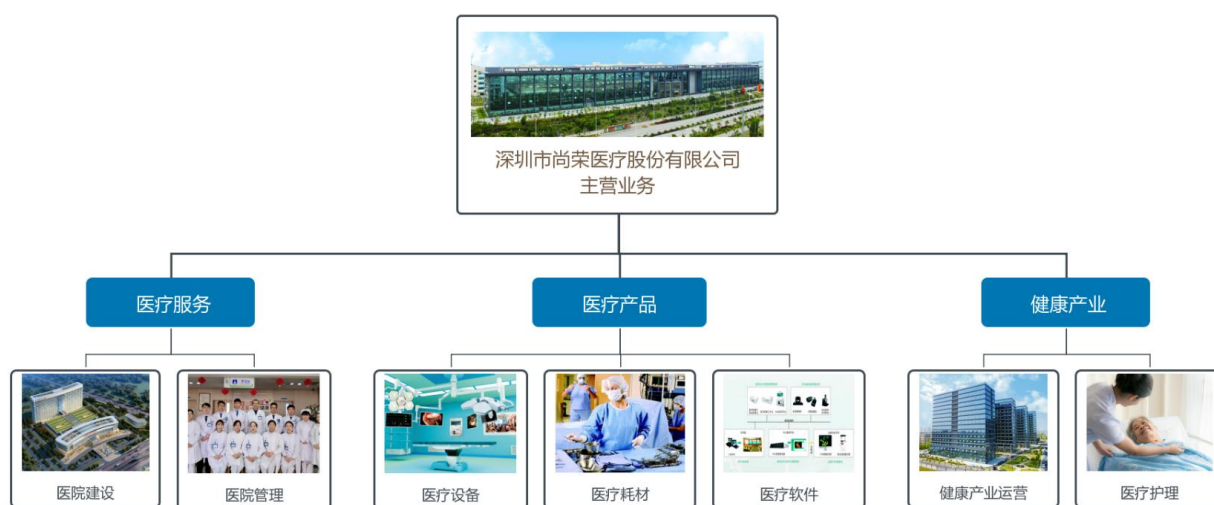 深圳市尚荣医疗股份有限公司
主营业务
医疗服务
医疗产品
健康产业
医院建设
医院管理
医疗设备
医疗耗材
医疗软件
健康产业运营
医疗护理